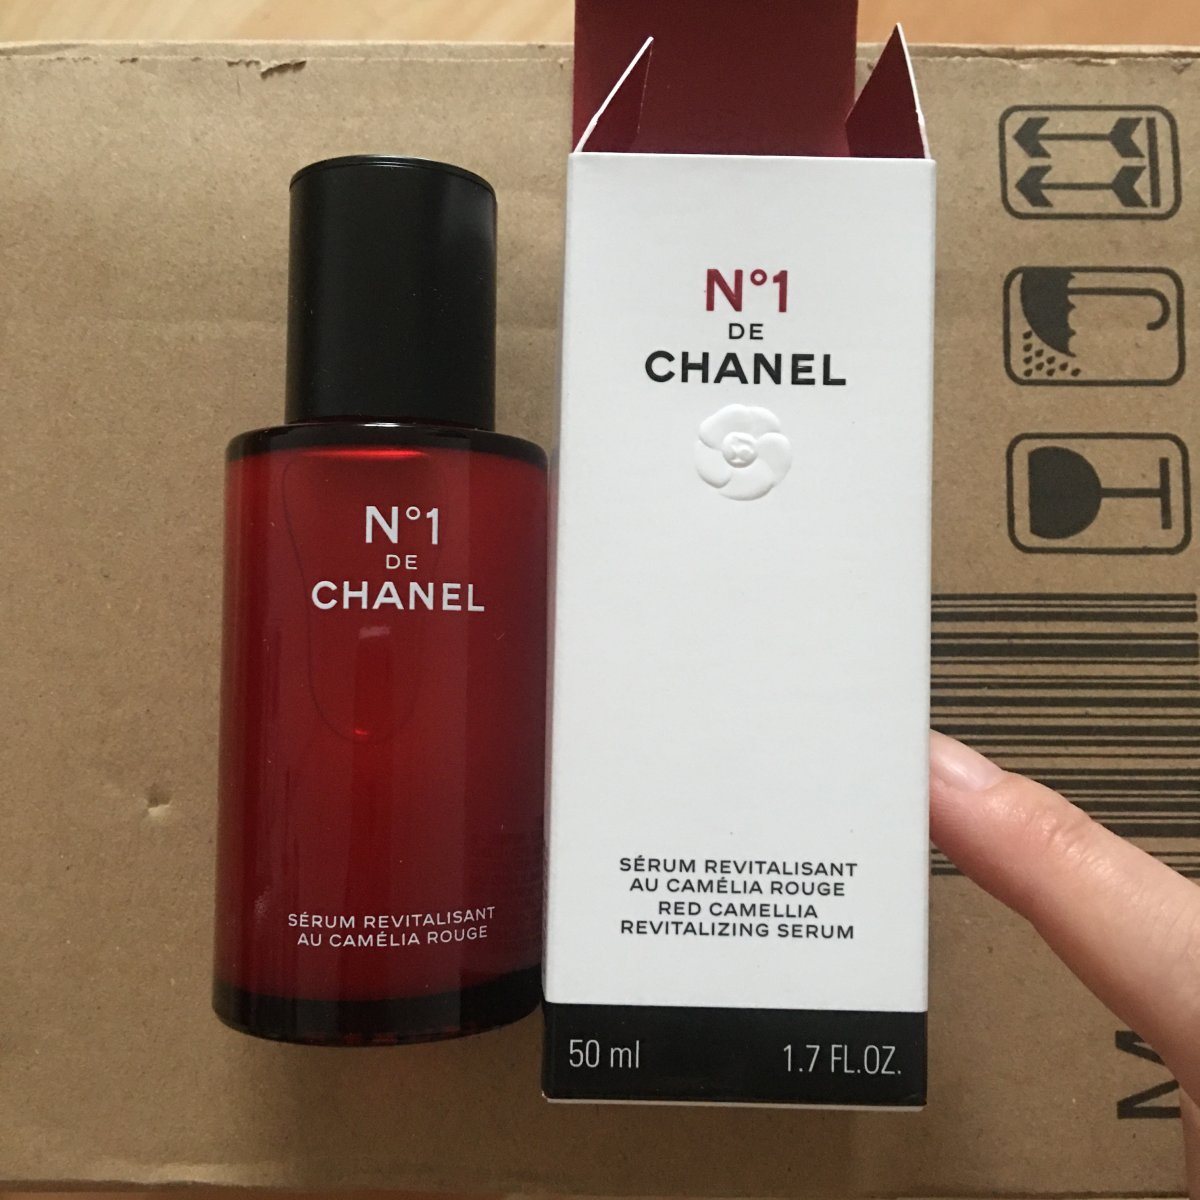 N°1
DE
CHANEL
SÉRUM REVITALISANT
AU CAMÉLIA ROUGE
N°1
DE
CHANEL
SÉRUM REVITALISANT
AU CAMÉLIA ROUGE
RED CAMELLIA
REVITALIZING SERUM
50 ml 1.7 FL.OZ.
M